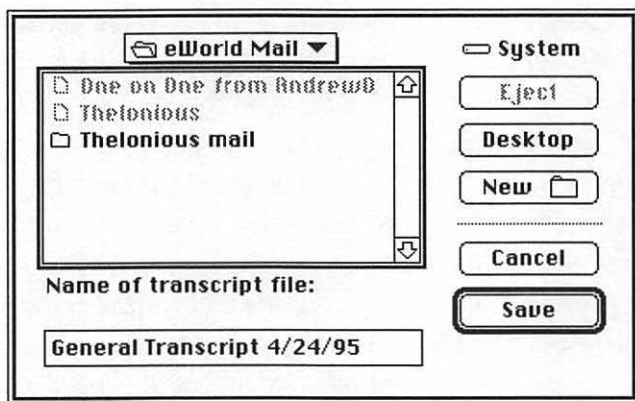 eWorld Mail
System
One on One from AndrewO
Thelonious
Thelonious mail
Eject
Desktop
New
Cancel
Save
Name of transcript file:
General Transcript 4/24/95